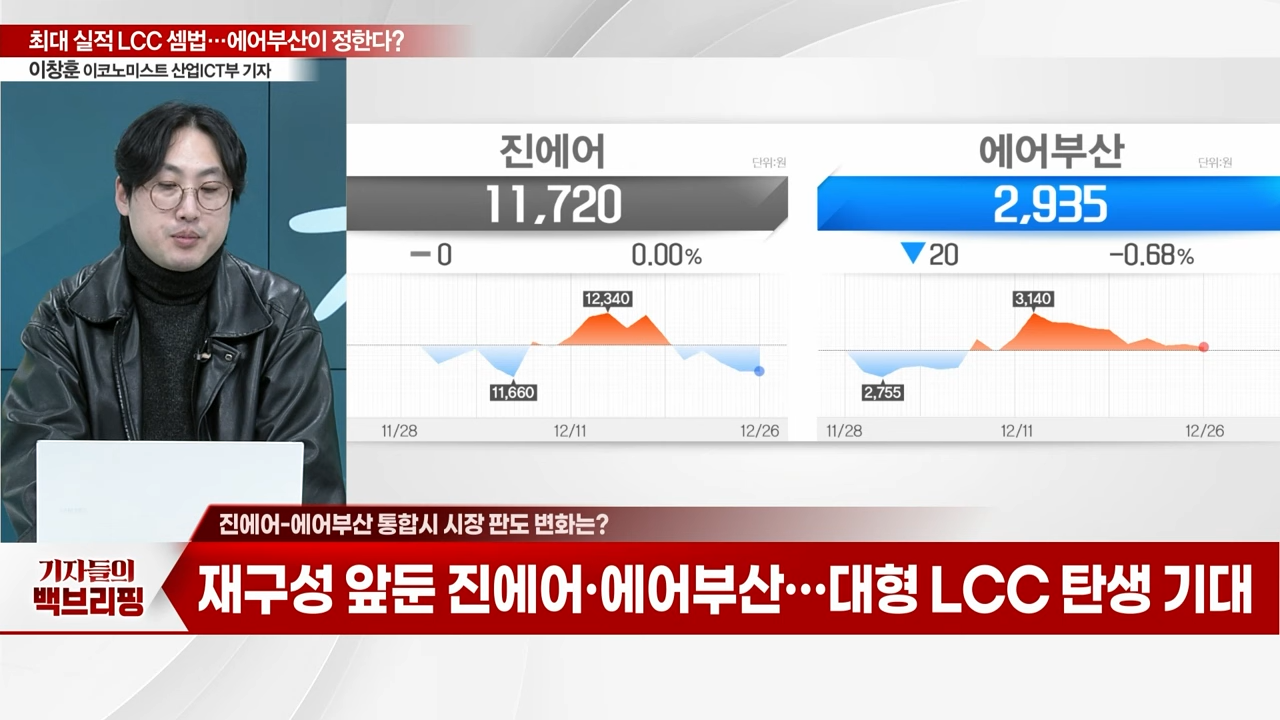 최대 실적 LCC 셈법…에어부산이 정한다?
이창훈 이코노미스트 산업ICT부 기자
진에어
단위:원
11,720
0
0.00%
12,340
11,660
11/28
12/11
12/26
에어부산
단위:원
2,935
▼20
-0.68%
3,140
2,755
11/28
12/11
12/26
진에어-에어부산 통합시 시장 판도 변화는?
기자들의
백브리핑
재구성 앞둔 진에어·에어부산…대형 LCC 탄생 기대